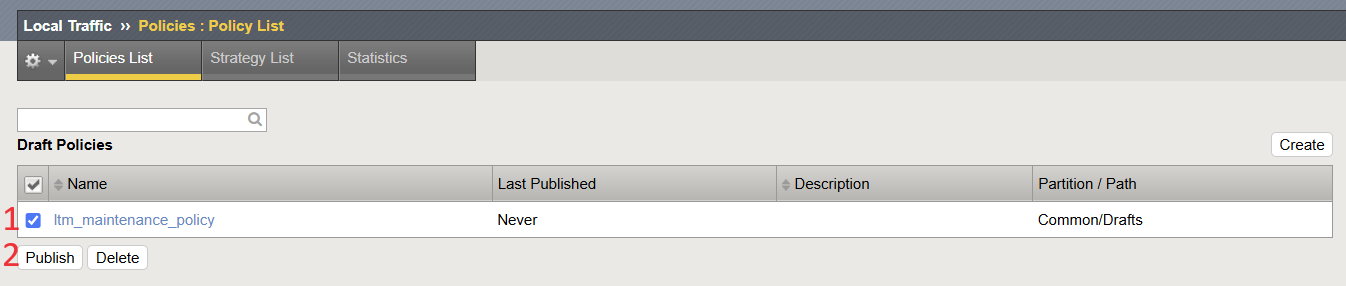 Local Traffic ›› Policies : Policy List
Policies List Strategy List Statistics
Draft Policies Create
Name Last Published Description Partition / Path
1 ltm_maintenance_policy Never Common/Drafts
2 Publish Delete